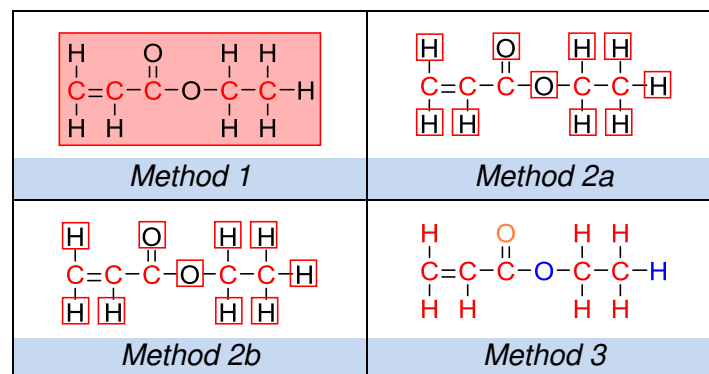 H O H H
C=C–C–O–C–C–H
H H H H
Method 1
H O H H
C=C–C–O–C–C–H
H H H H
Method 2a
H O H H
C=C–C–O–C–C–H
H H H H
Method 2b
H O H H
C=C–C–O–C–C–H
H H H H
Method 3